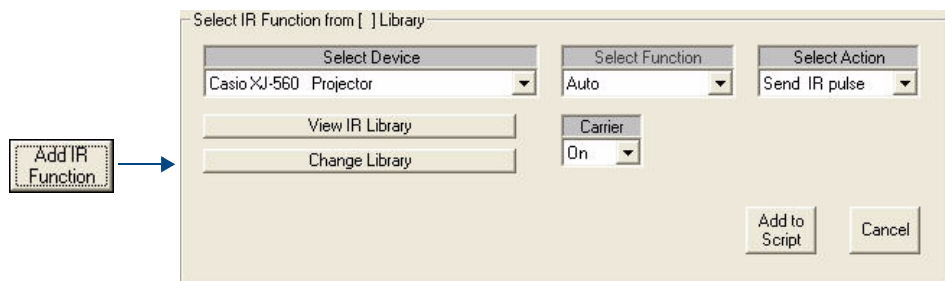 Select IR Function from [ ] Library
Select Device
Select Function
Select Action
Casio XJ-560 Projector
Auto
Send IR pulse
View IR Library
Carrier
Change Library
On
Add IR
Function
Add to
Script
Cancel